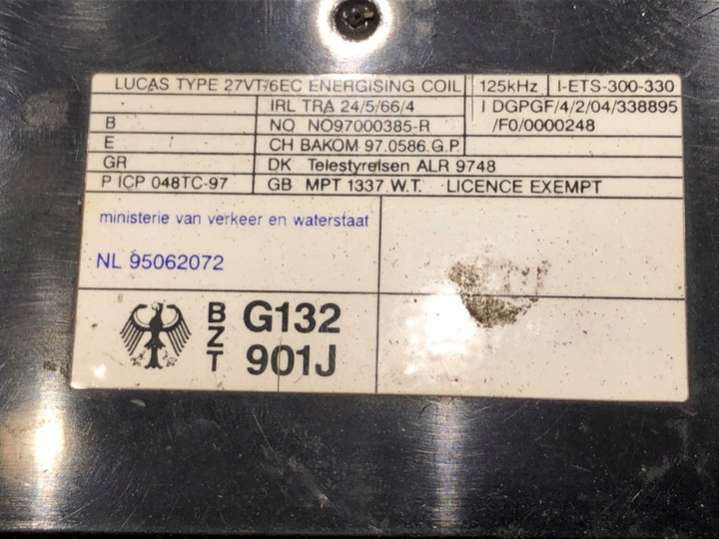 LUCAS TYPE 27VT/6EC ENERGISING COIL 125kHz I-ETS-300-330
IRL TRA 24/5/66/4 I DGPGF/4/2/04/338895
B NO NO97000385-R /F0/0000248
E CH BAKOM 97.0586.G.P.
GR DK Telestyrelsen ALR 9748
P ICP 048TC-97 GB MPT 1337 W.T. LICENCE EXEMPT
ministerie van verkeer en waterstaat
NL 95062072
BZT G132
901J